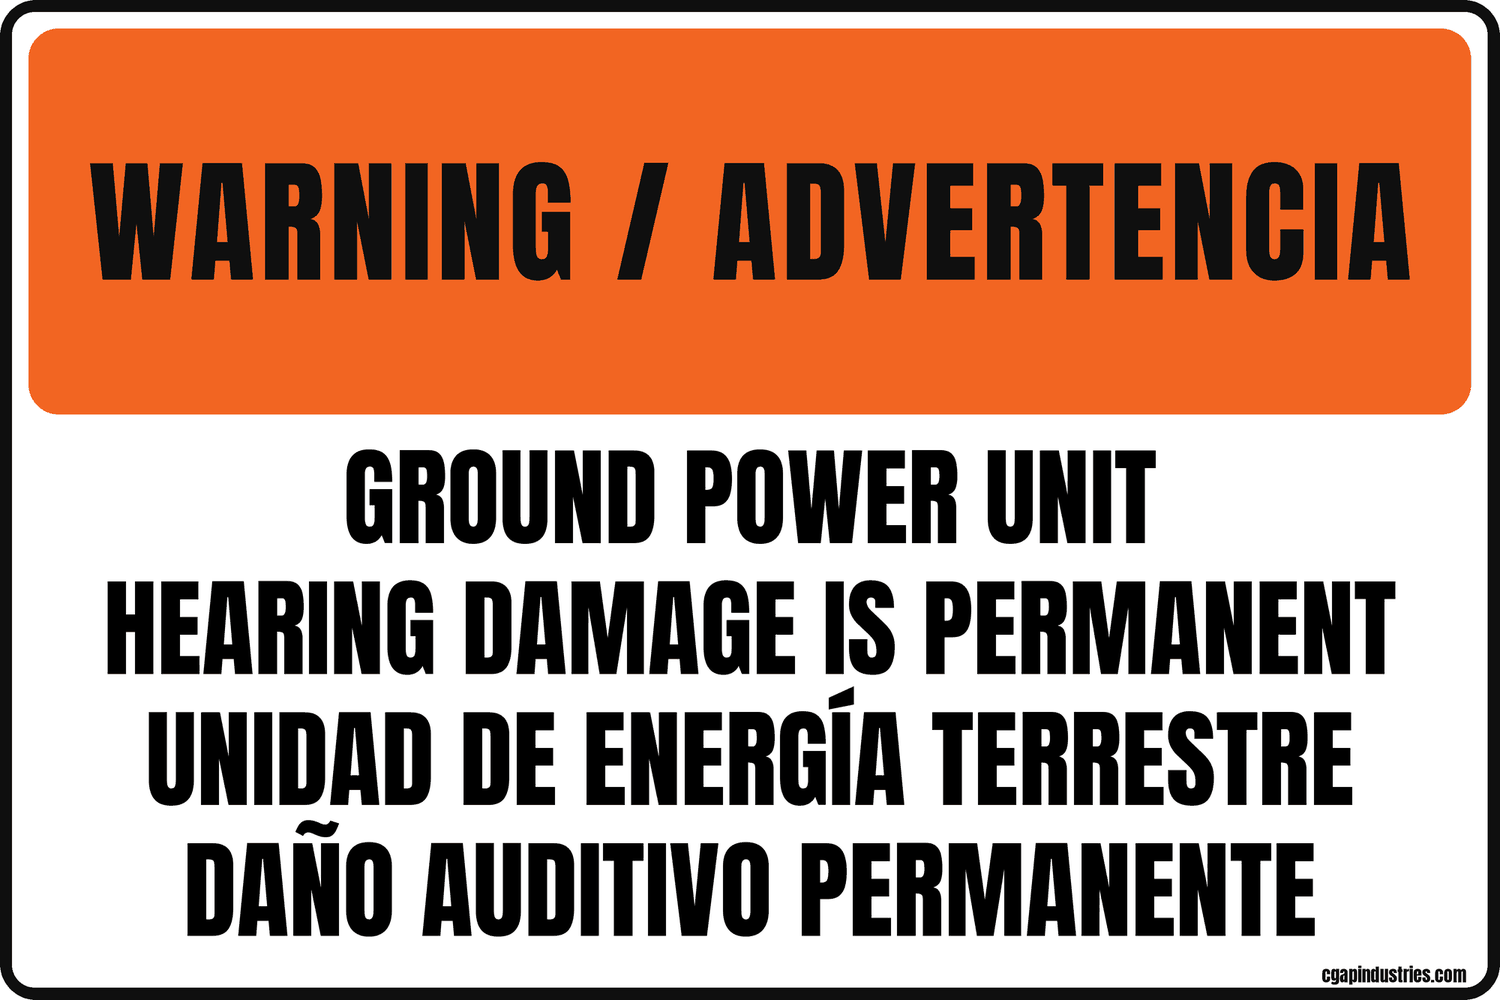 WARNING / ADVERTENCIA
GROUND POWER UNIT
HEARING DAMAGE IS PERMANENT
UNIDAD DE ENERGÍA TERRESTRE
DAÑO AUDITIVO PERMANENTE
cgapindustries.com